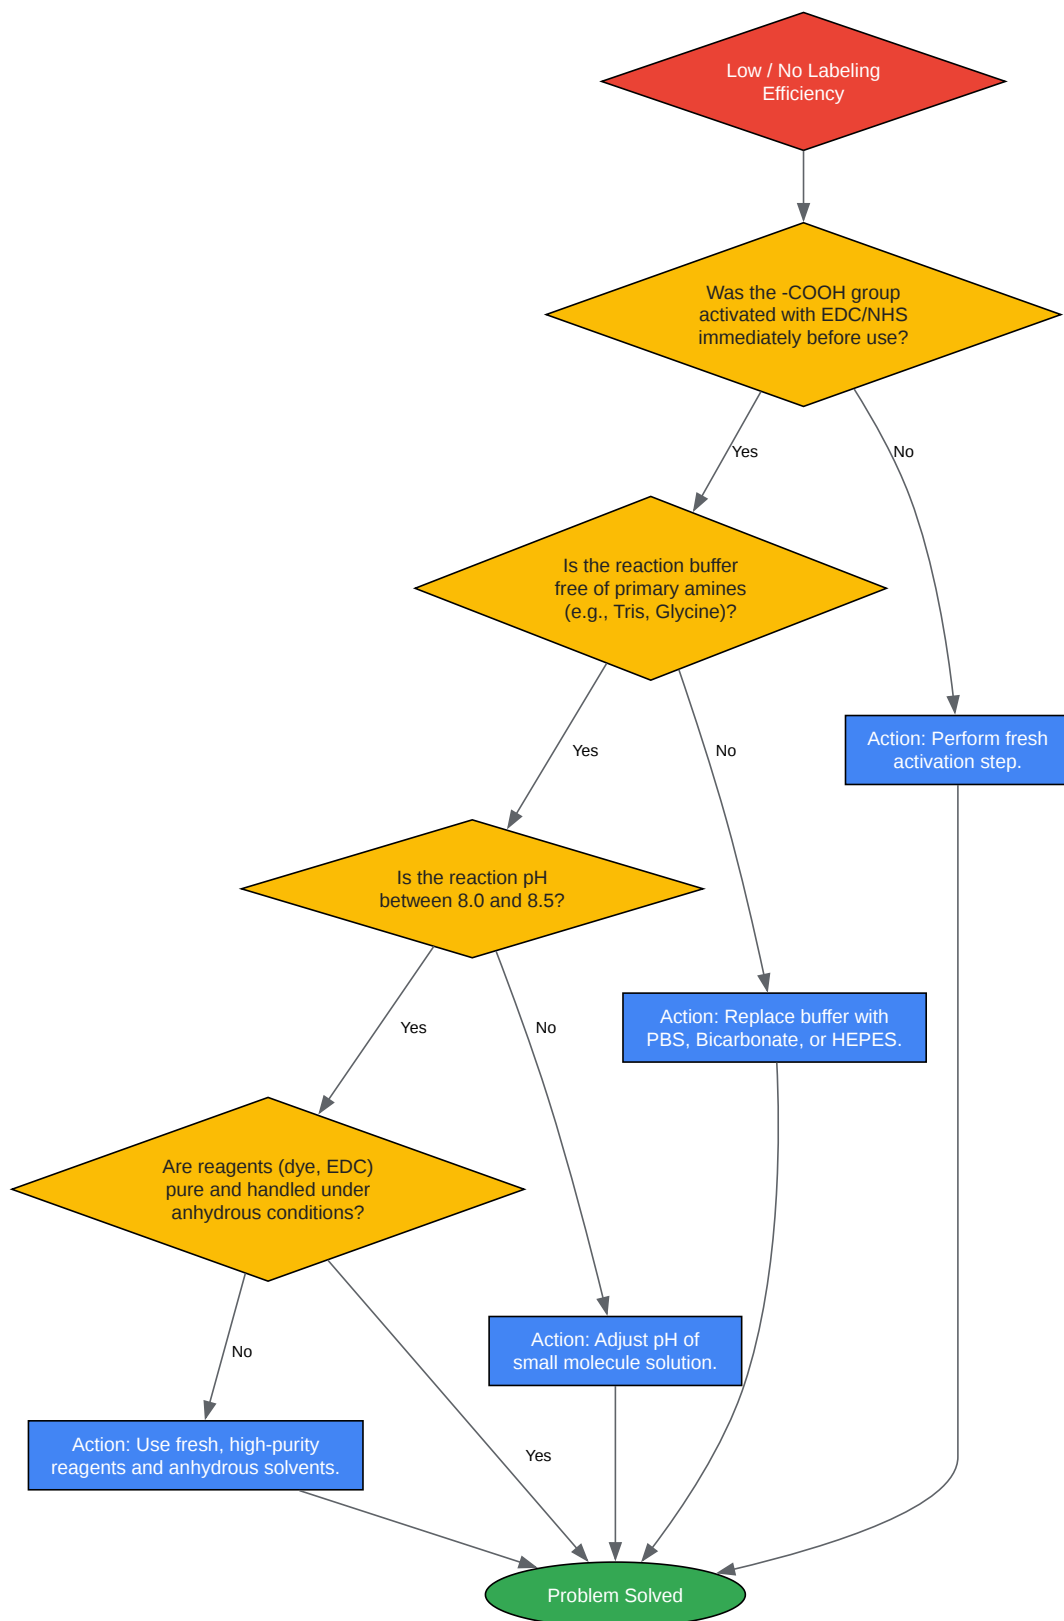 Low / No Labeling
Efficiency
Was the -COOH group
activated with EDC/NHS
immediately before use?
Yes
No
Is the reaction buffer
free of primary amines
(e.g., Tris, Glycine)?
Yes
No
Action: Perform fresh
activation step.
Is the reaction pH
between 8.0 and 8.5?
Yes
No
Action: Replace buffer with
PBS, Bicarbonate, or HEPES.
Are reagents (dye, EDC)
pure and handled under
anhydrous conditions?
No
Yes
Action: Adjust pH of
small molecule solution.
Action: Use fresh, high-purity
reagents and anhydrous solvents.
Problem Solved